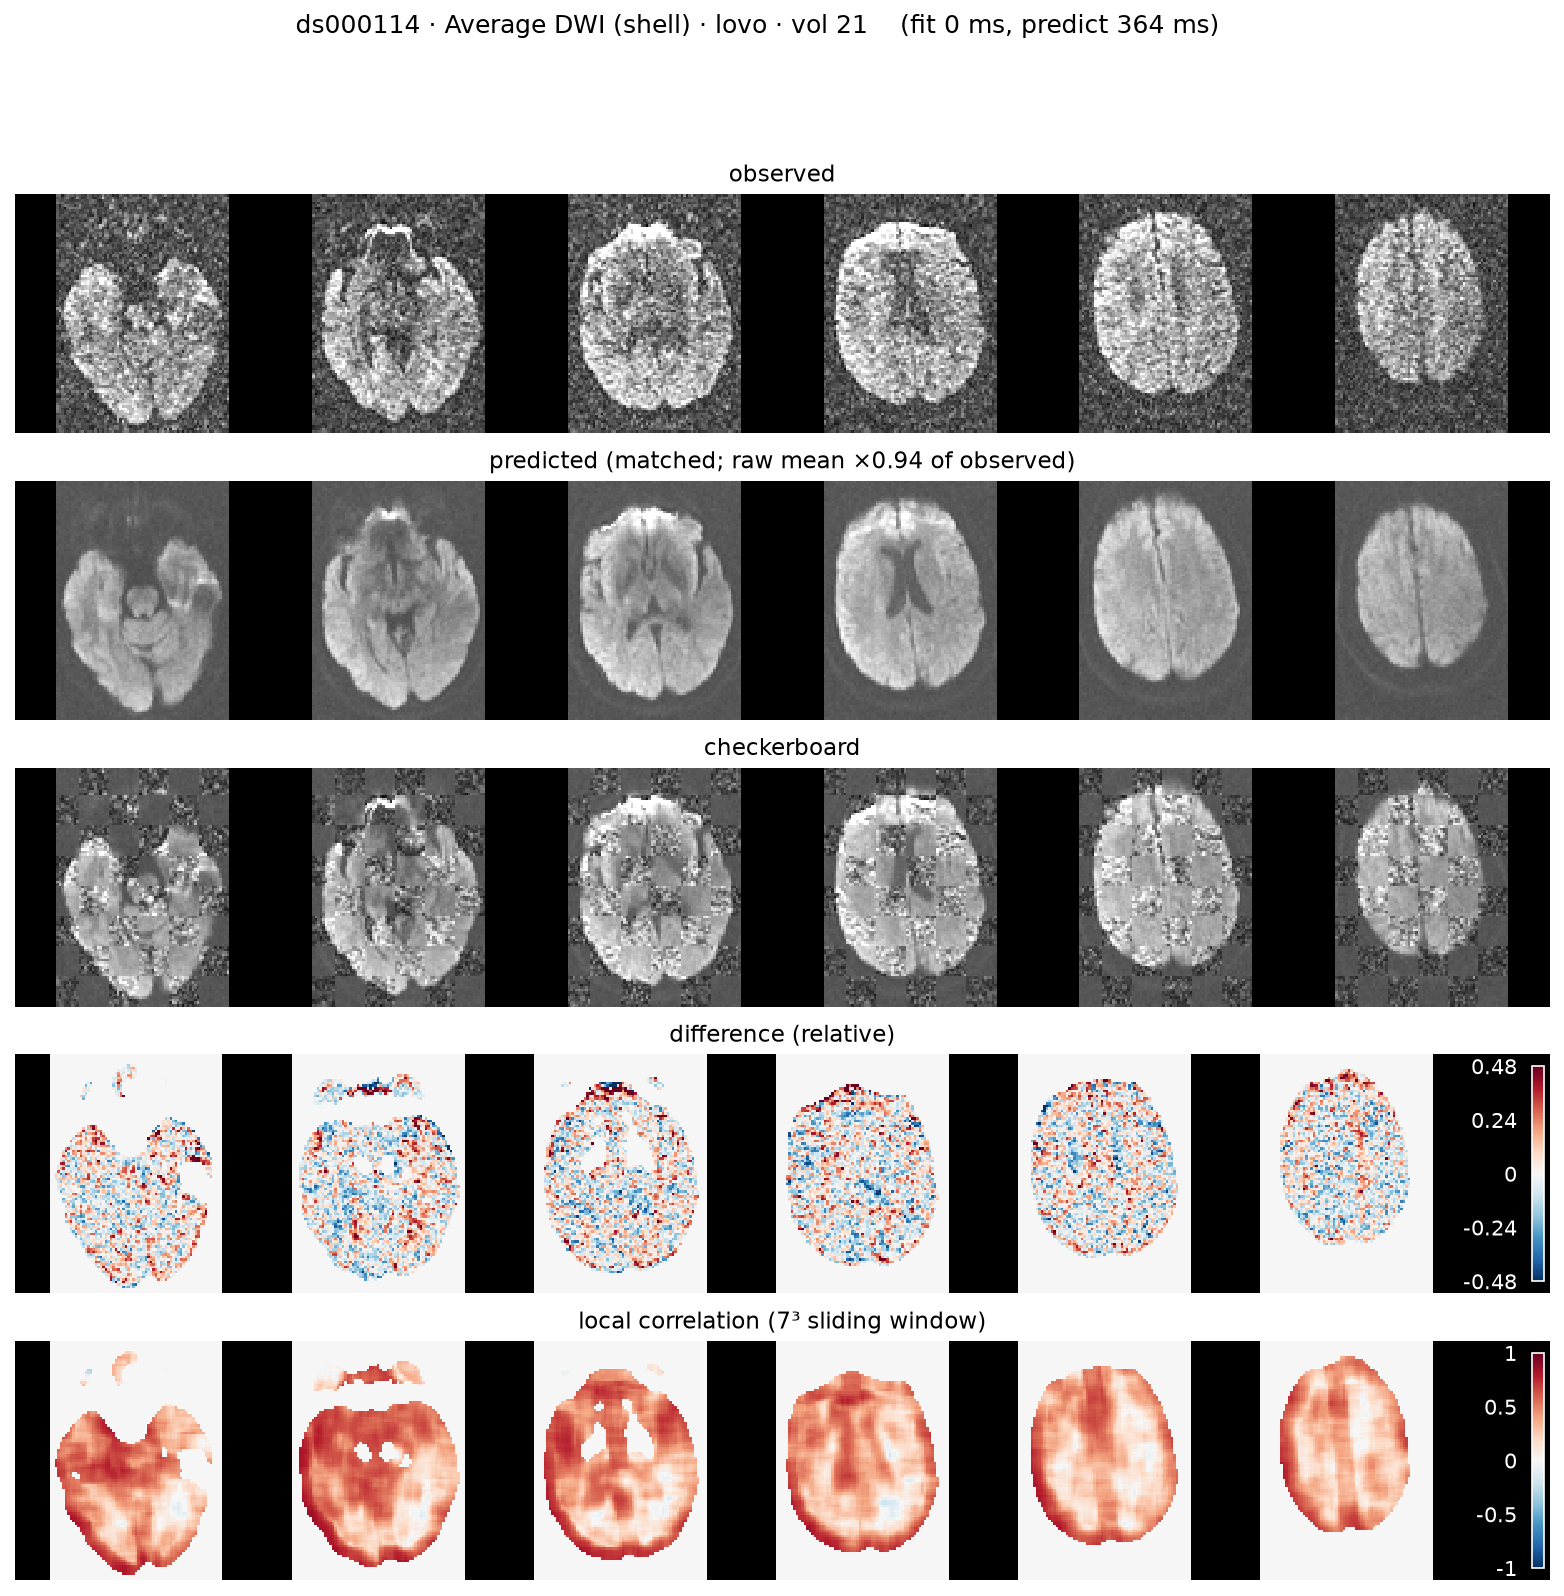 ds000114 · Average DWI (shell) · lovo · vol 21    (fit 0 ms, predict 364 ms)
observed
predicted (matched; raw mean ×0.94 of observed)
checkerboard
difference (relative)
0.48
0.24
0
-0.24
-0.48
local correlation (7³ sliding window)
1
0.5
0
-0.5
-1